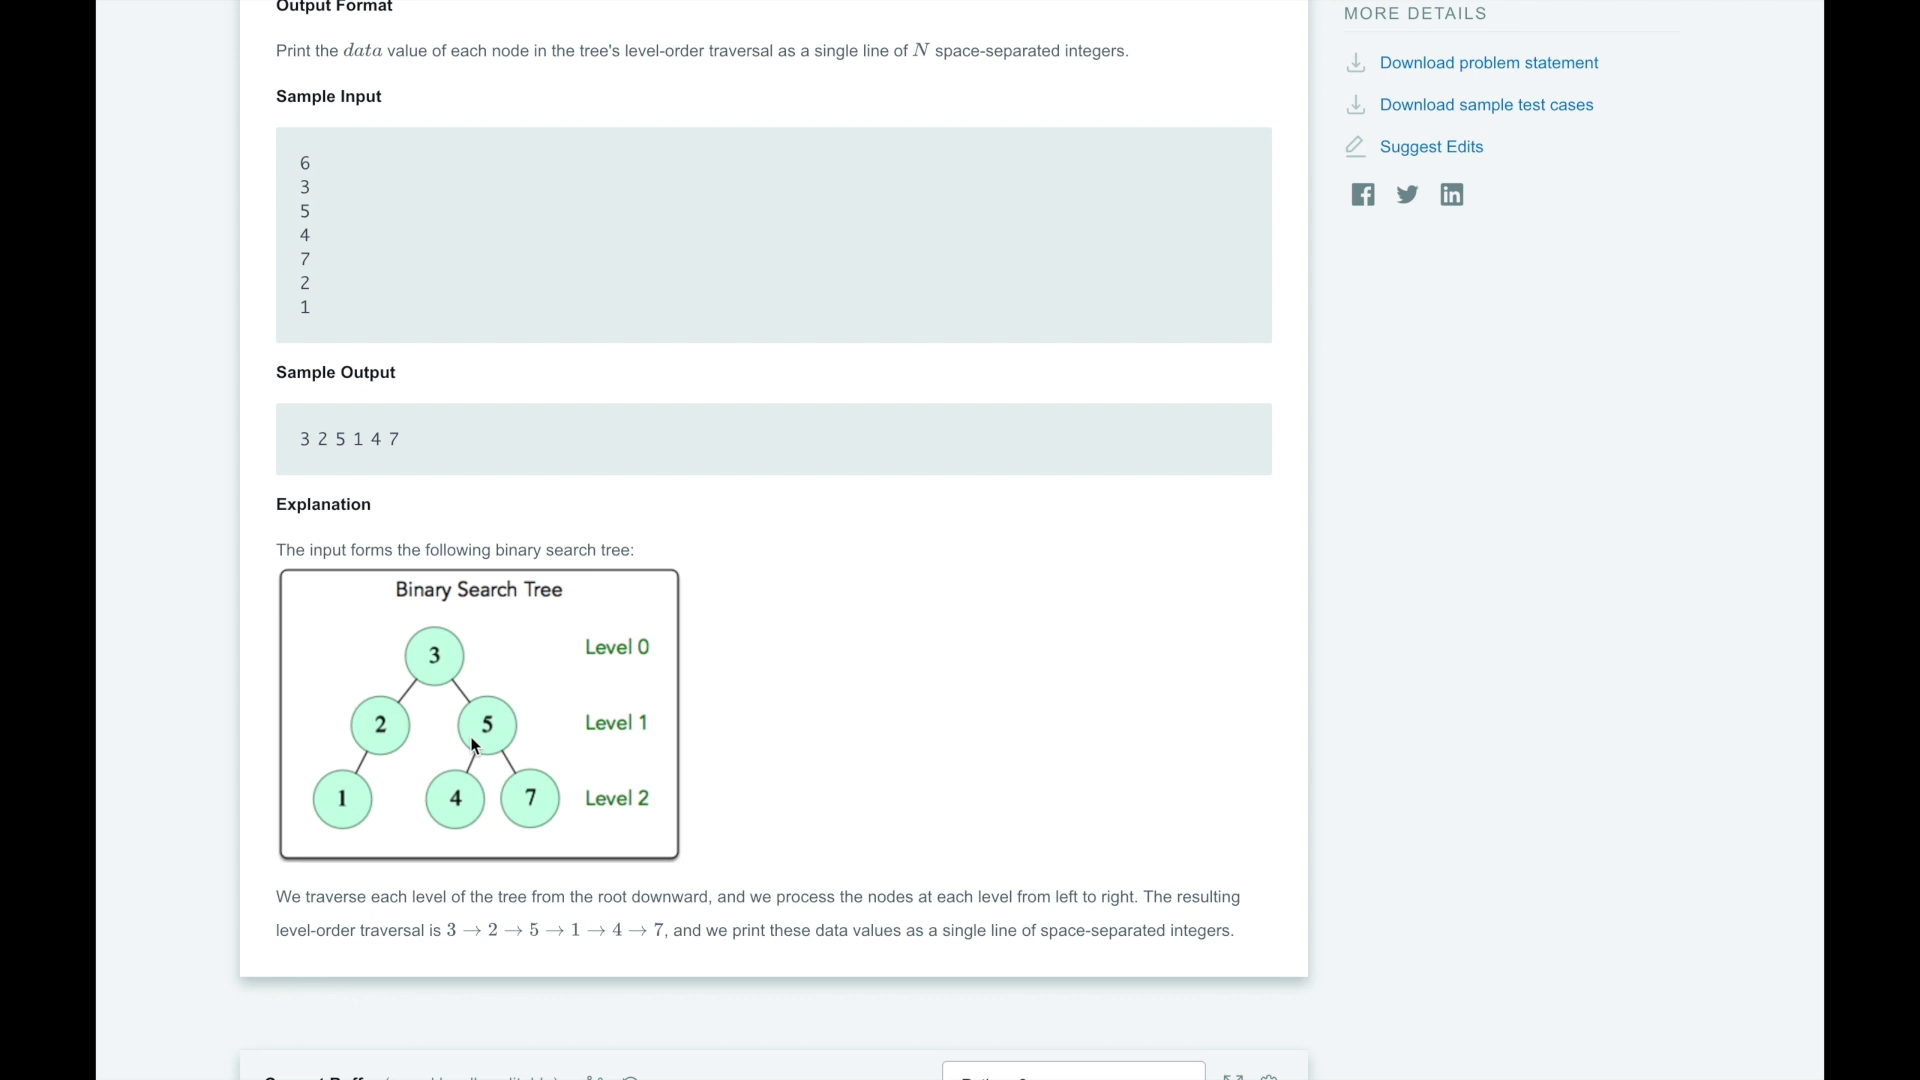 Output Format
Print the data value of each node in the tree's level-order traversal as a single line of N space-separated integers.
Sample Input
6
3
5
4
7
2
1
Sample Output
3 2 5 1 4 7
Explanation
The input forms the following binary search tree:
Binary Search Tree
3
Level 0
2
5
Level 1
1
4
7
Level 2
We traverse each level of the tree from the root downward, and we process the nodes at each level from left to right. The resulting
level-order traversal is 3 → 2 → 5 → 1 → 4 → 7, and we print these data values as a single line of space-separated integers.
MORE DETAILS
Download problem statement
Download sample test cases
Suggest Edits